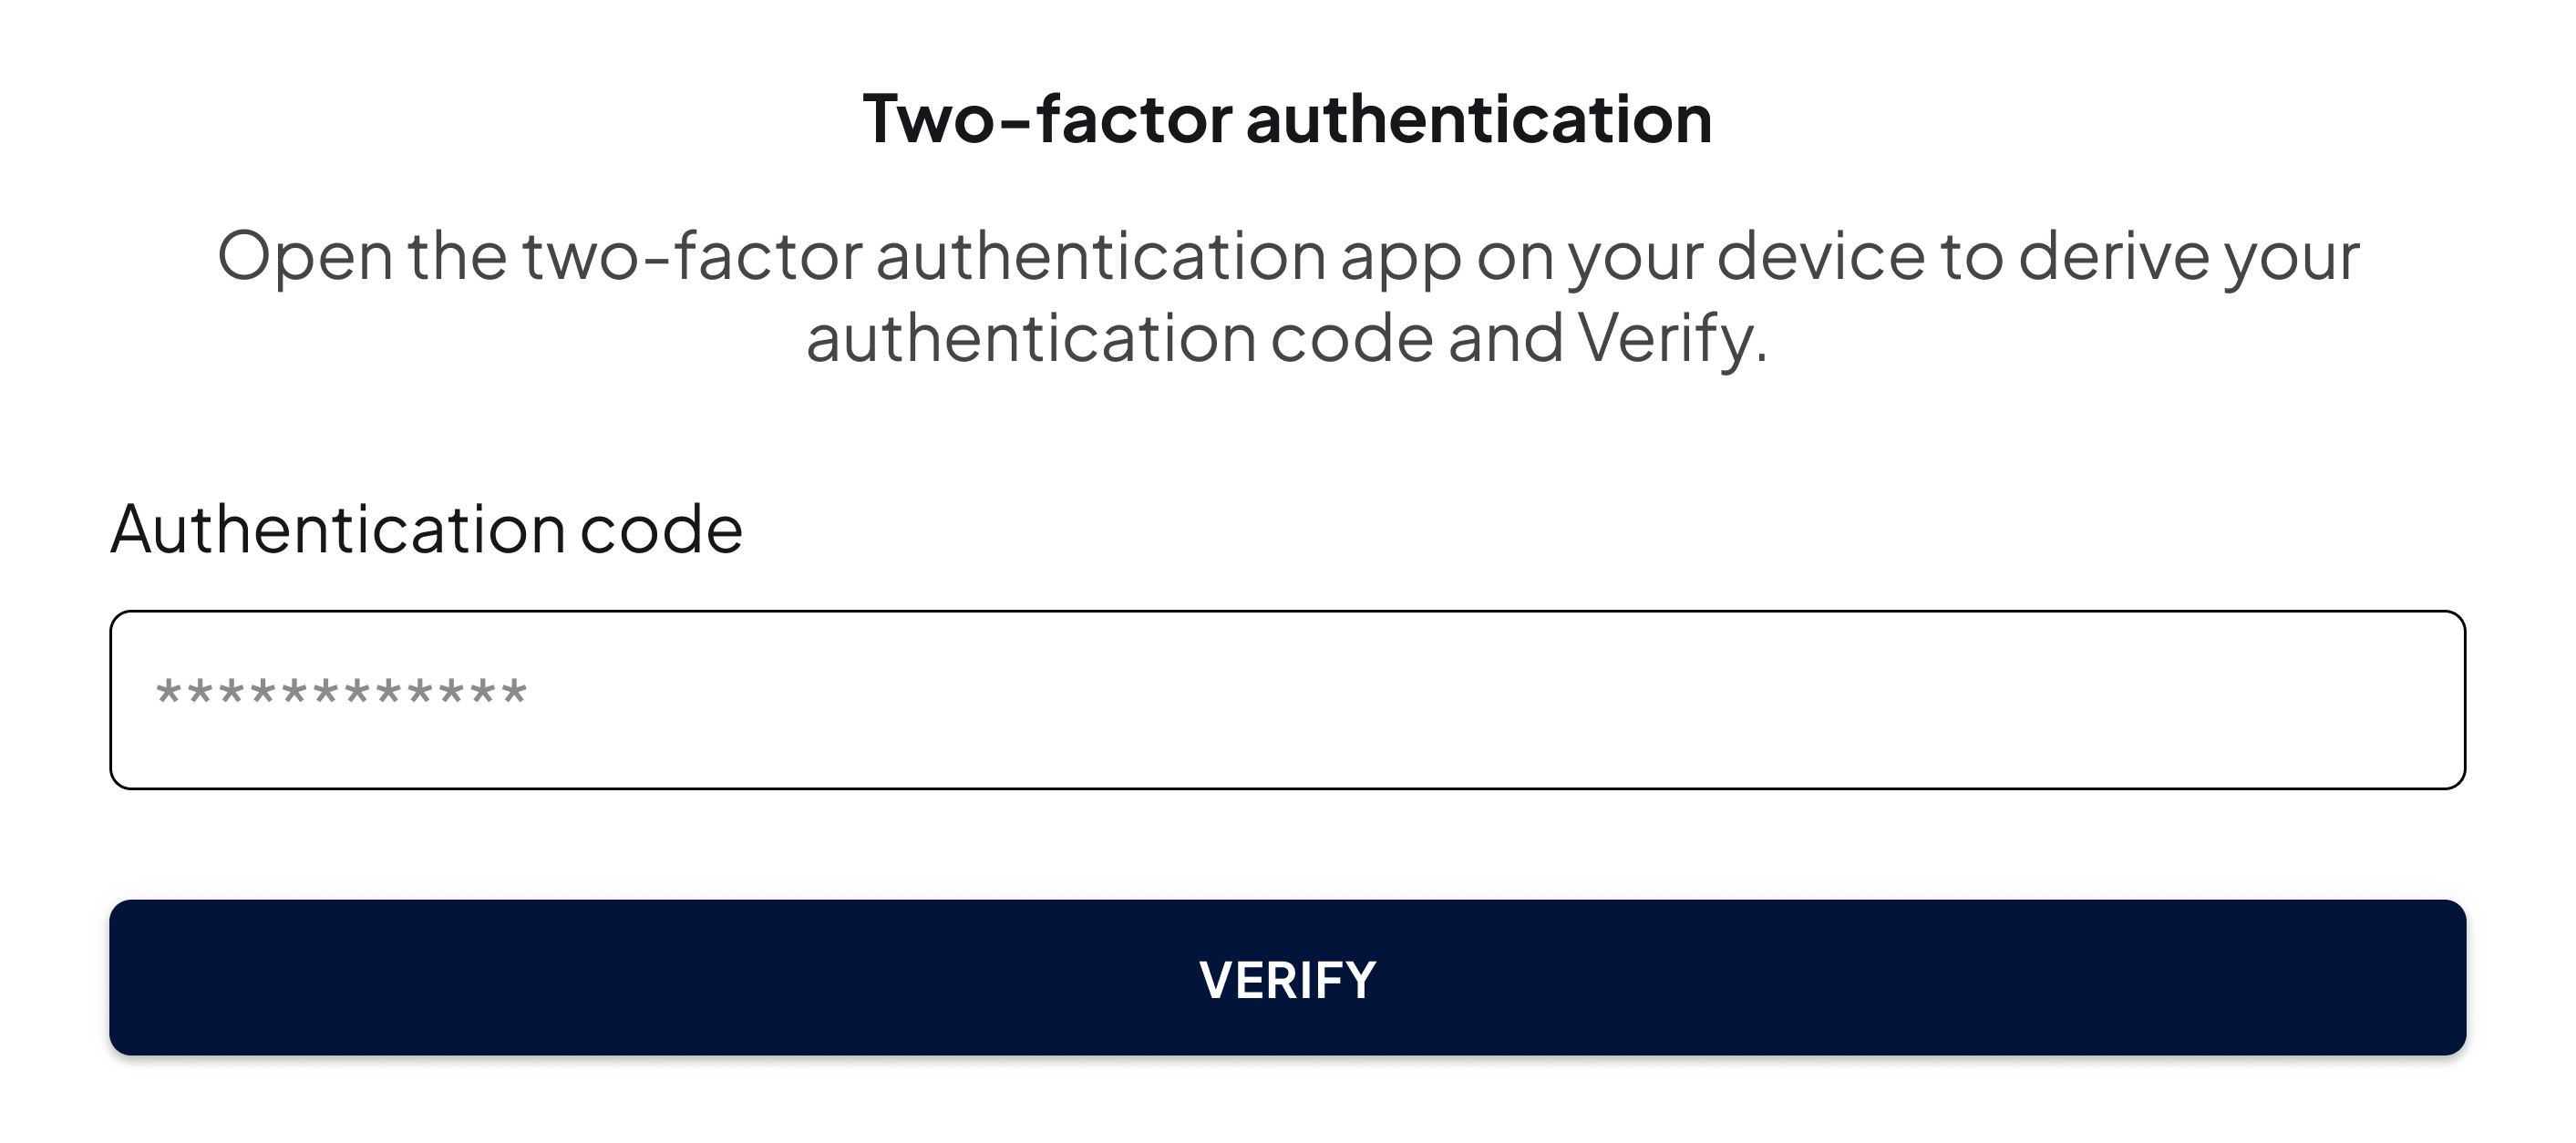 Two-factor authentication
Open the two-factor authentication app on your device to derive your
authentication code and Verify.
Authentication code
************
VERIFY